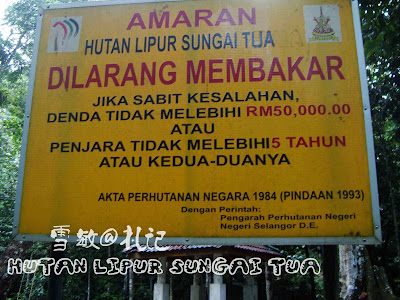 AMARAN
HUTAN LIPUR SUNGAI TUA
DILARANG MEMBAKAR
JIKA SABIT KESALAHAN,
DENDA TIDAK MELEBIHI RM50,000.00
ATAU
PENJARA TIDAK MELEBIHI 5 TAHUN
ATAU KEDUA-DUANYA
AKTA PERHUTANAN NEGARA 1984 (PINDAAN 1993)
Dengan Perintah:
Pengarah Perhutanan Negeri
Negeri Selangor D.E.
雪敏@札记
HUTAN LIPUR SUNGAI TUA